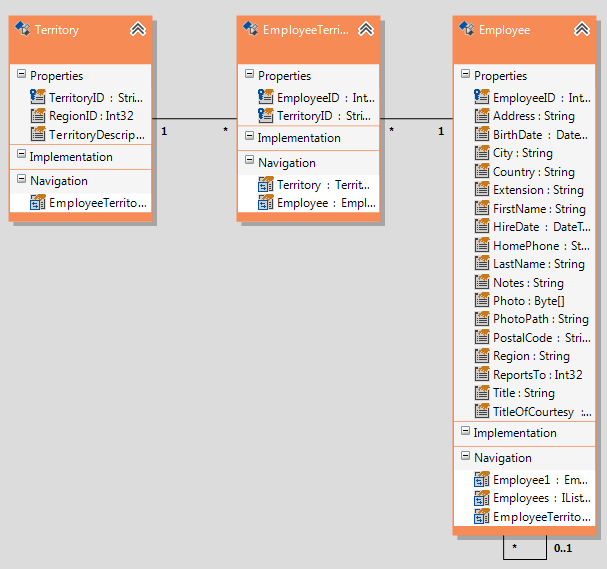 Territory
Properties
TerritoryID : Stri...
RegionID : Int32
TerritoryDescrip...
Implementation
Navigation
EmployeeTerrito...
1
*
EmployeeTerri...
Properties
EmployeeID : Int...
TerritoryID : Stri...
Implementation
Navigation
Territory : Territ...
Employee : Empl...
*
1
Employee
Properties
EmployeeID : Int...
Address : String
BirthDate : DateT...
City : String
Country : String
Extension : String
FirstName : String
HireDate : DateT...
HomePhone : St...
LastName : String
Notes : String
Photo : Byte[]
PhotoPath : String
PostalCode : Stri...
Region : String
ReportsTo : Int32
Title : String
TitleOfCourtesy :...
Implementation
Navigation
Employee1 : Em...
Employees : IList...
EmployeeTerrito...
*
0..1